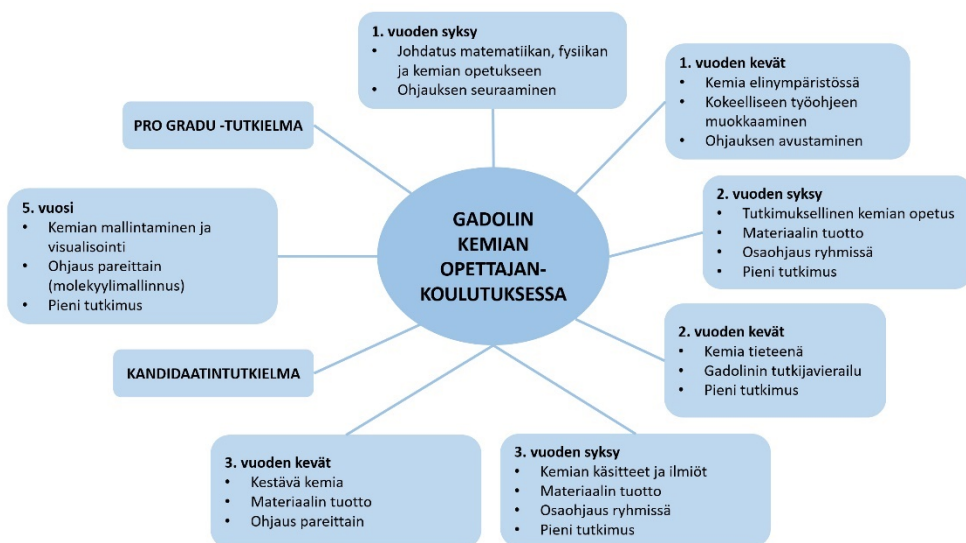 1. vuoden syksy
• Johdatus matematiikan, fysiikan
ja kemian opetukseen
• Ohjauksen seuraaminen
1. vuoden kevät
• Kemia elinympäristössä
• Kokeelliseen työohjeen
muokkaaminen
• Ohjauksen avustaminen
PRO GRADU -TUTKIELMA
5. vuosi
• Kemian mallintaminen ja
visualisointi
• Ohjaus pareittain
(molekyylimallinnus)
• Pieni tutkimus
GADOLIN
KEMIAN
OPETTAJAN-
KOULUTUKSESSA
2. vuoden syksy
• Tutkimuksellinen kemian opetus
• Materiaalin tuotto
• Osaohjaus ryhmissä
• Pieni tutkimus
KANDIDAATINTUTKIELMA
2. vuoden kevät
• Kemia tieteenä
• Gadolinin tutkijavierailu
• Pieni tutkimus
3. vuoden kevät
• Kestävä kemia
• Materiaalin tuotto
• Ohjaus pareittain
3. vuoden syksy
• Kemian käsitteet ja ilmiöt
• Materiaalin tuotto
• Osaohjaus ryhmissä
• Pieni tutkimus